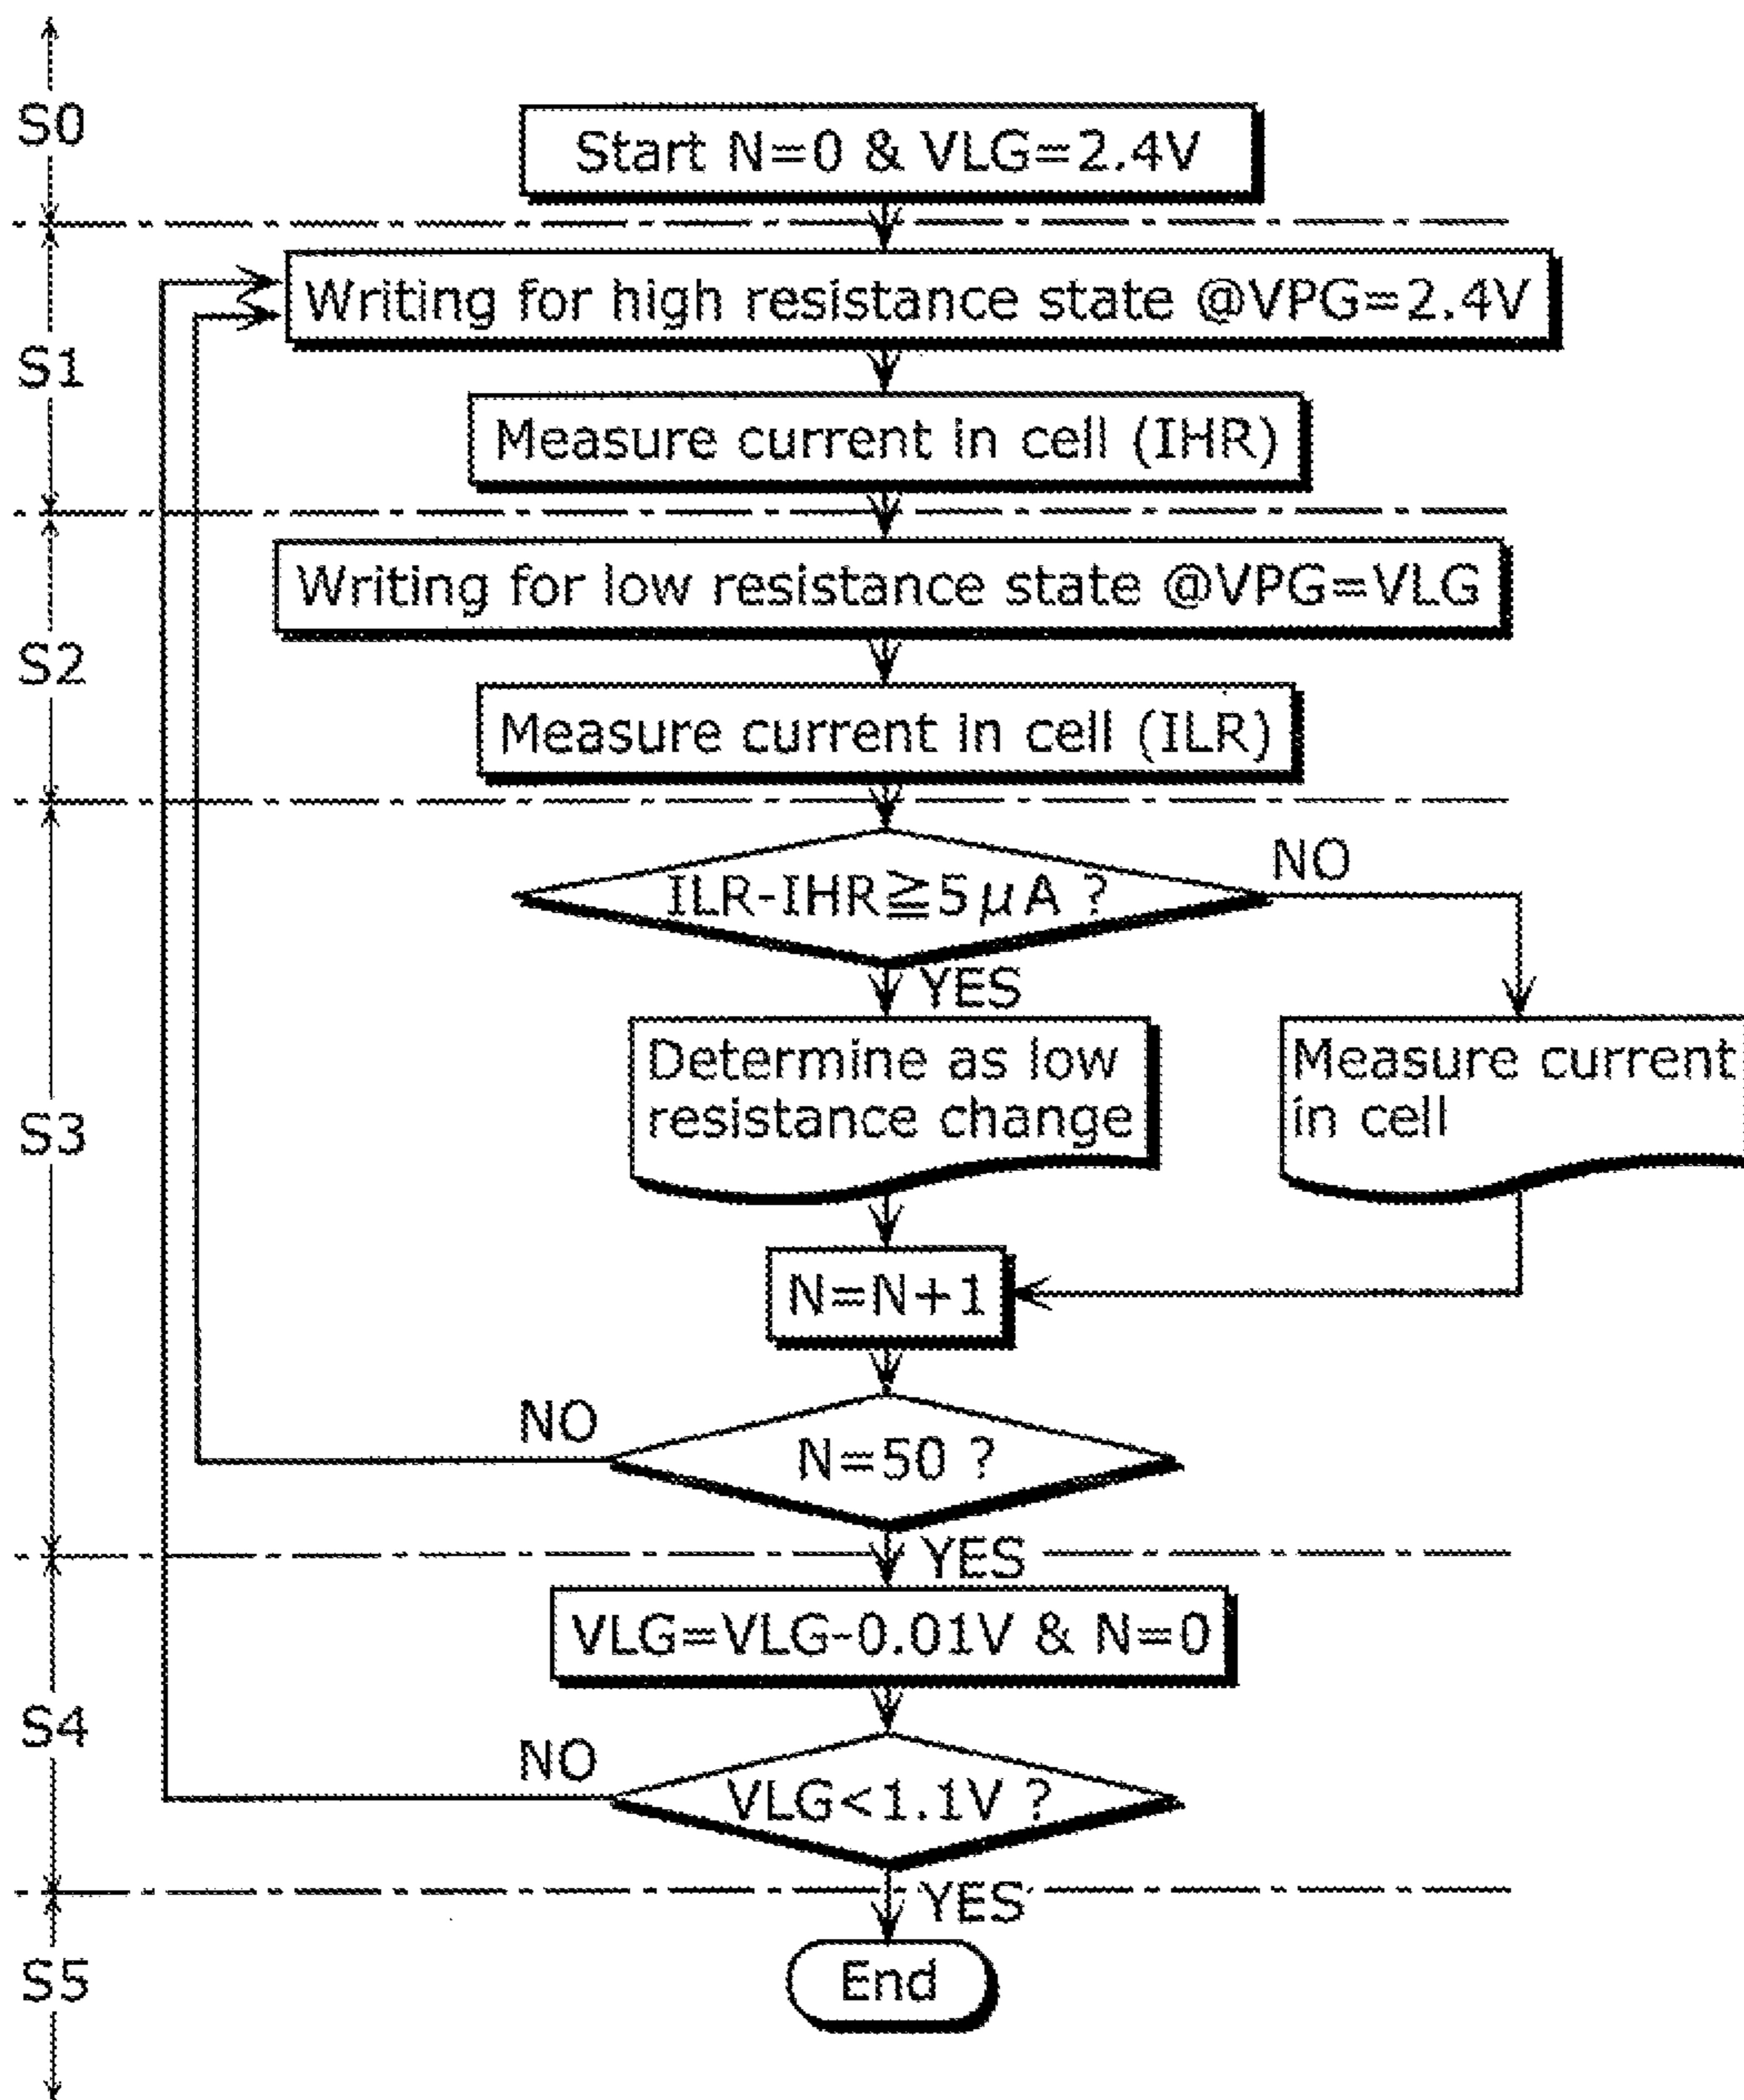 S0
Start N=0 & VLG=2.4V
S1
Writing for high resistance state @VPG=2.4V
Measure current in cell (IHR)
S2
Writing for low resistance state @VPG=VLG
Measure current in cell (ILR)
S3
ILR-IHR≧5μA ?
NO
YES
Determine as low
resistance change
Measure current
in cell
N=N+1
N=50 ?
NO
YES
S4
VLG=VLG-0.01V & N=0
VLG<1.1V ?
NO
YES
S5
End